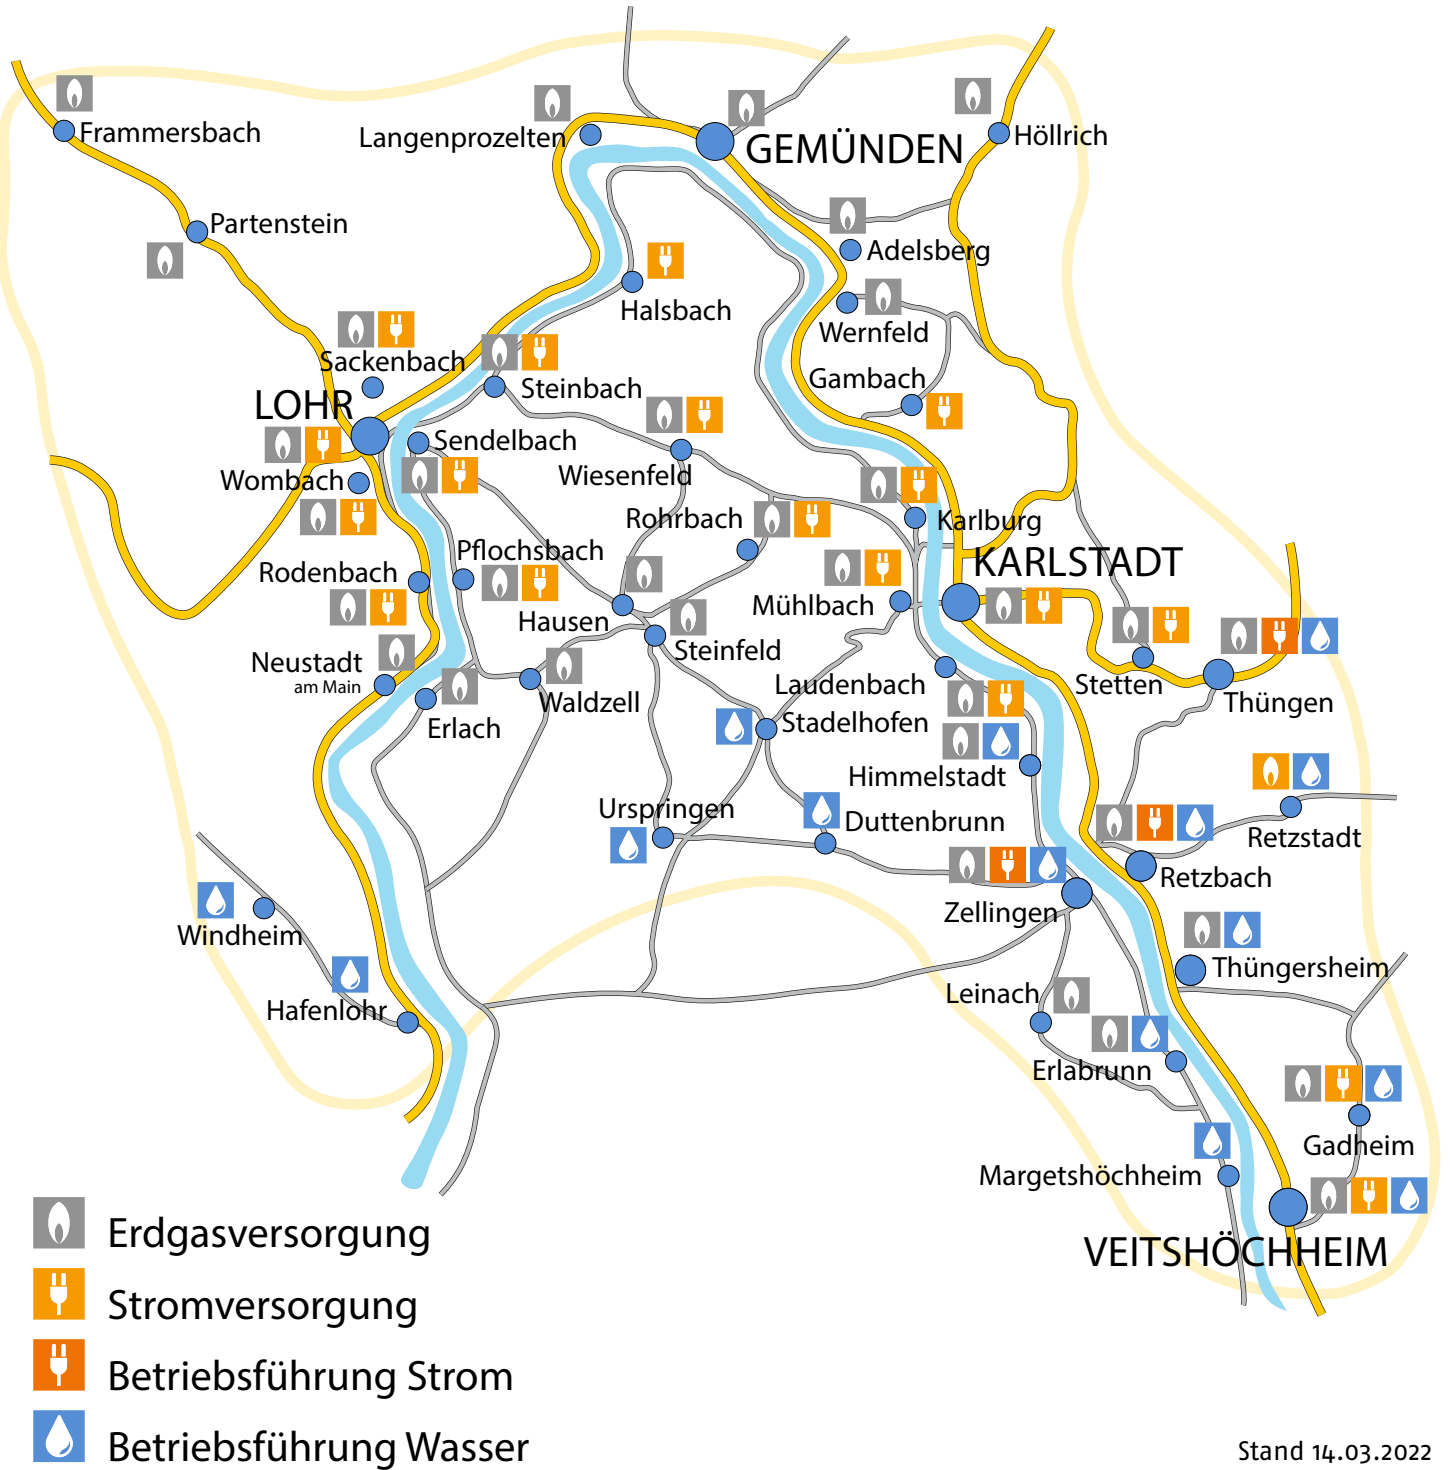 Frammersbach
Langenprozelten
GEMÜNDEN
Höllrich
Partenstein
Adelsberg
Halsbach
Wernfeld
Sackenbach
Gambach
Steinbach
LOHR
Sendelbach
Wiesenfeld
Wombach
Rohrbach
Karlburg
Pflochsbach
KARLSTADT
Rodenbach
Mühlbach
Hausen
Steinfeld
Neustadt
am Main
Laudenbach
Stetten
Waldzell
Thüngen
Erlach
Stadelhofen
Himmelstadt
Urspringen
Duttenbrunn
Retzstadt
Retzbach
Zellingen
Windheim
Thüngersheim
Leinach
Hafenlohr
Erlabrunn
Gadheim
Margetshöchheim
VEITSHÖCHHEIM
Erdgasversorgung
Stromversorgung
Betriebsführung Strom
Betriebsführung Wasser
Stand 14.03.2022